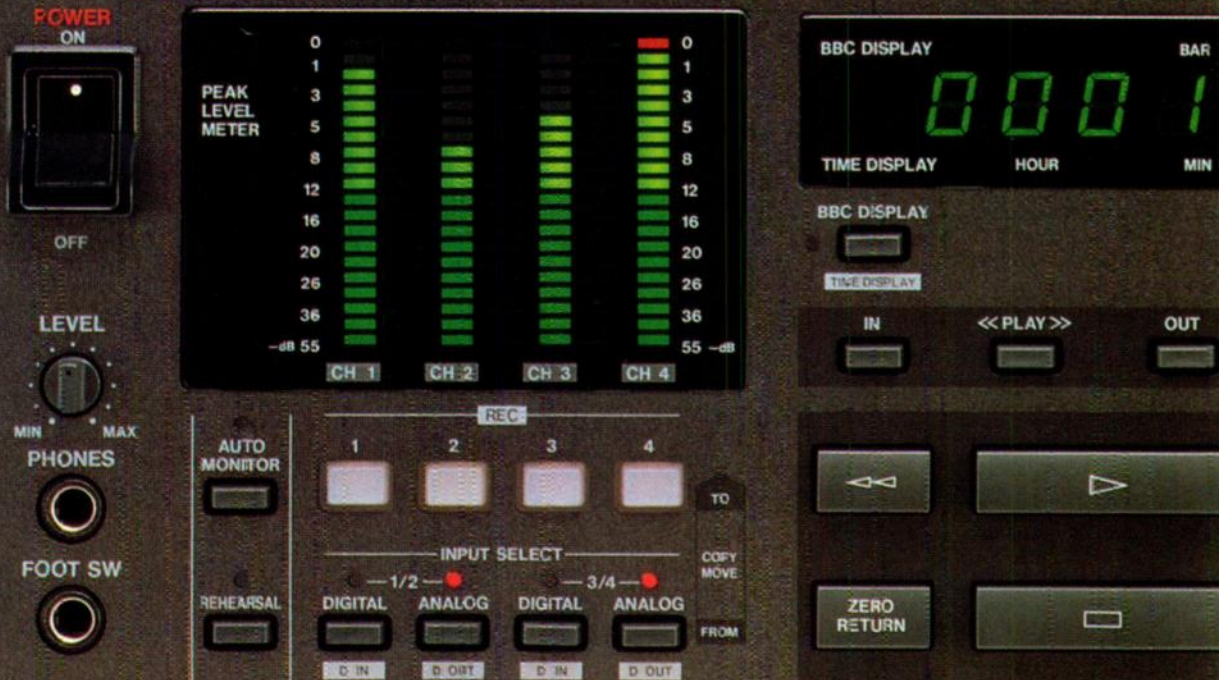 POWER
ON
OFF
LEVEL
MIN MAX
PHONES
FOOT SW
PEAK
LEVEL
METER
0 0
1 1
3 3
5 5
8 8
12 12
16 16
20 20
26 26
36 36
-dB 55 55 -dB
CH 1 CH 2 CH 3 CH 4
AUTO
MONITOR
REHEARSAL
REC
1 2 3 4
INPUT SELECT
1/2 3/4
DIGITAL ANALOG DIGITAL ANALOG
D IN D OUT D IN D OUT
TO
COPY
MOVE
FROM
BBC DISPLAY BAR
000 1
TIME DISPLAY HOUR MIN
BBC DISPLAY
TIME DISPLAY
IN << PLAY >> OUT
ZERO
RETURN